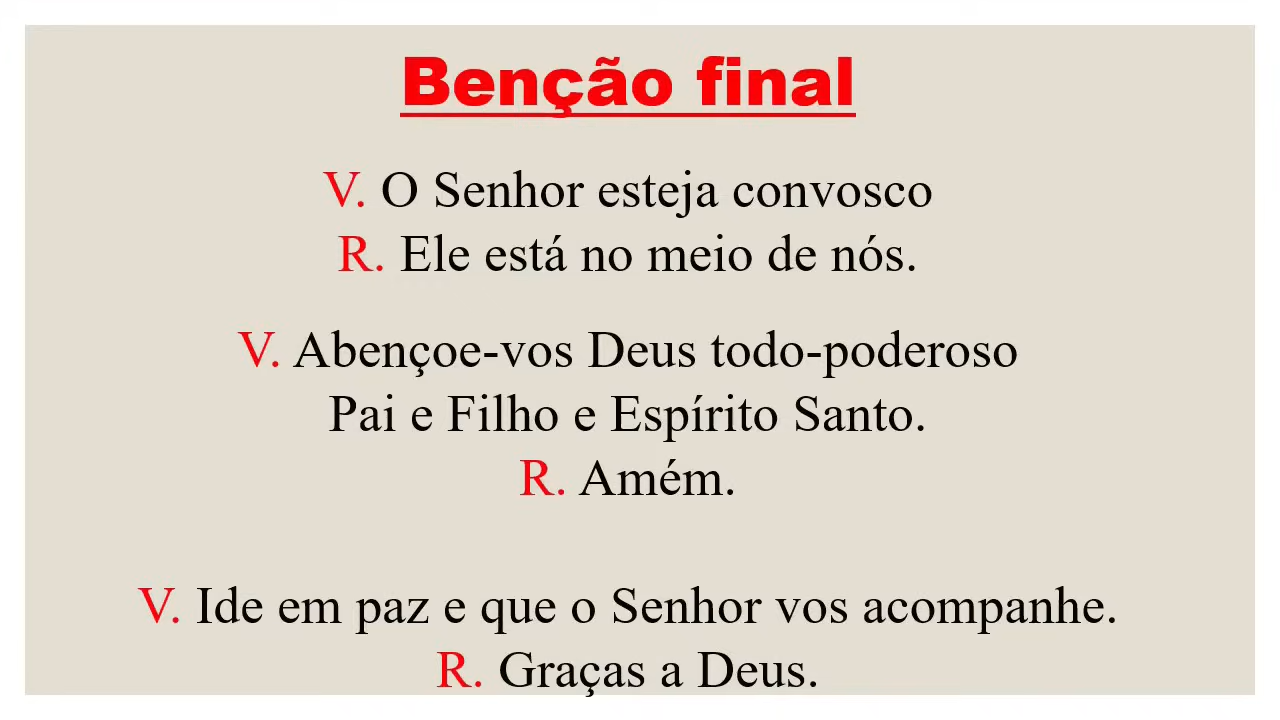 Benção final
V. O Senhor esteja convosco
R. Ele está no meio de nós.
V. Abençoe-vos Deus todo-poderoso
Pai e Filho e Espírito Santo.
R. Amém.
V. Ide em paz e que o Senhor vos acompanhe.
R. Graças a Deus.